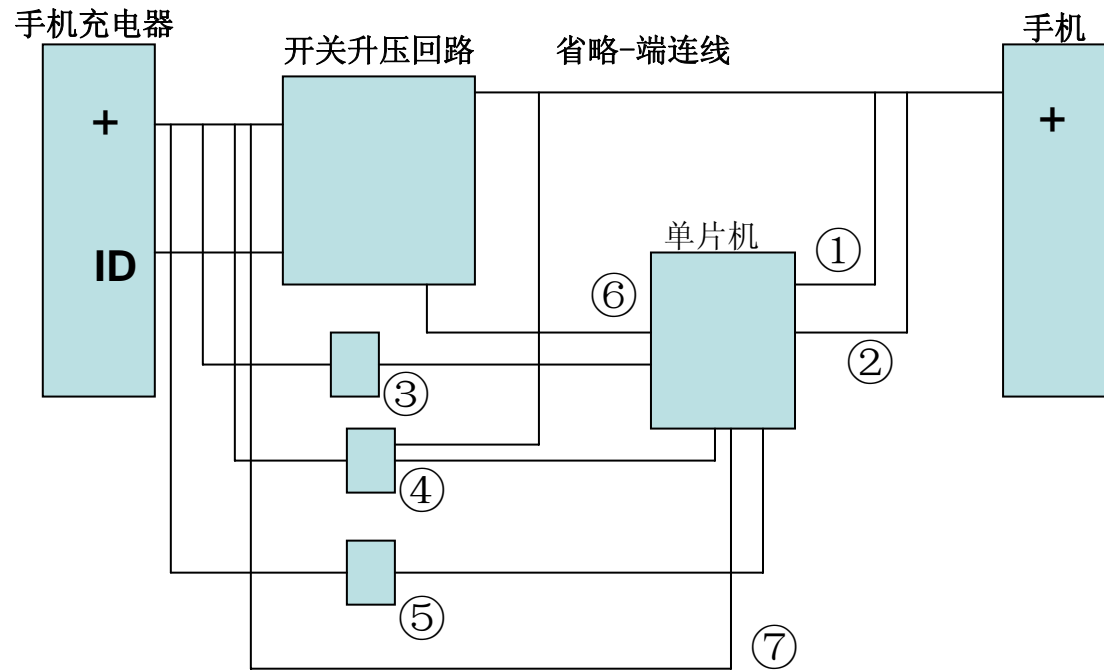 手机充电器
开关升压回路
省略-端连线
手机
+
+
ID
单片机
①
⑥
②
③
④
⑤
⑦